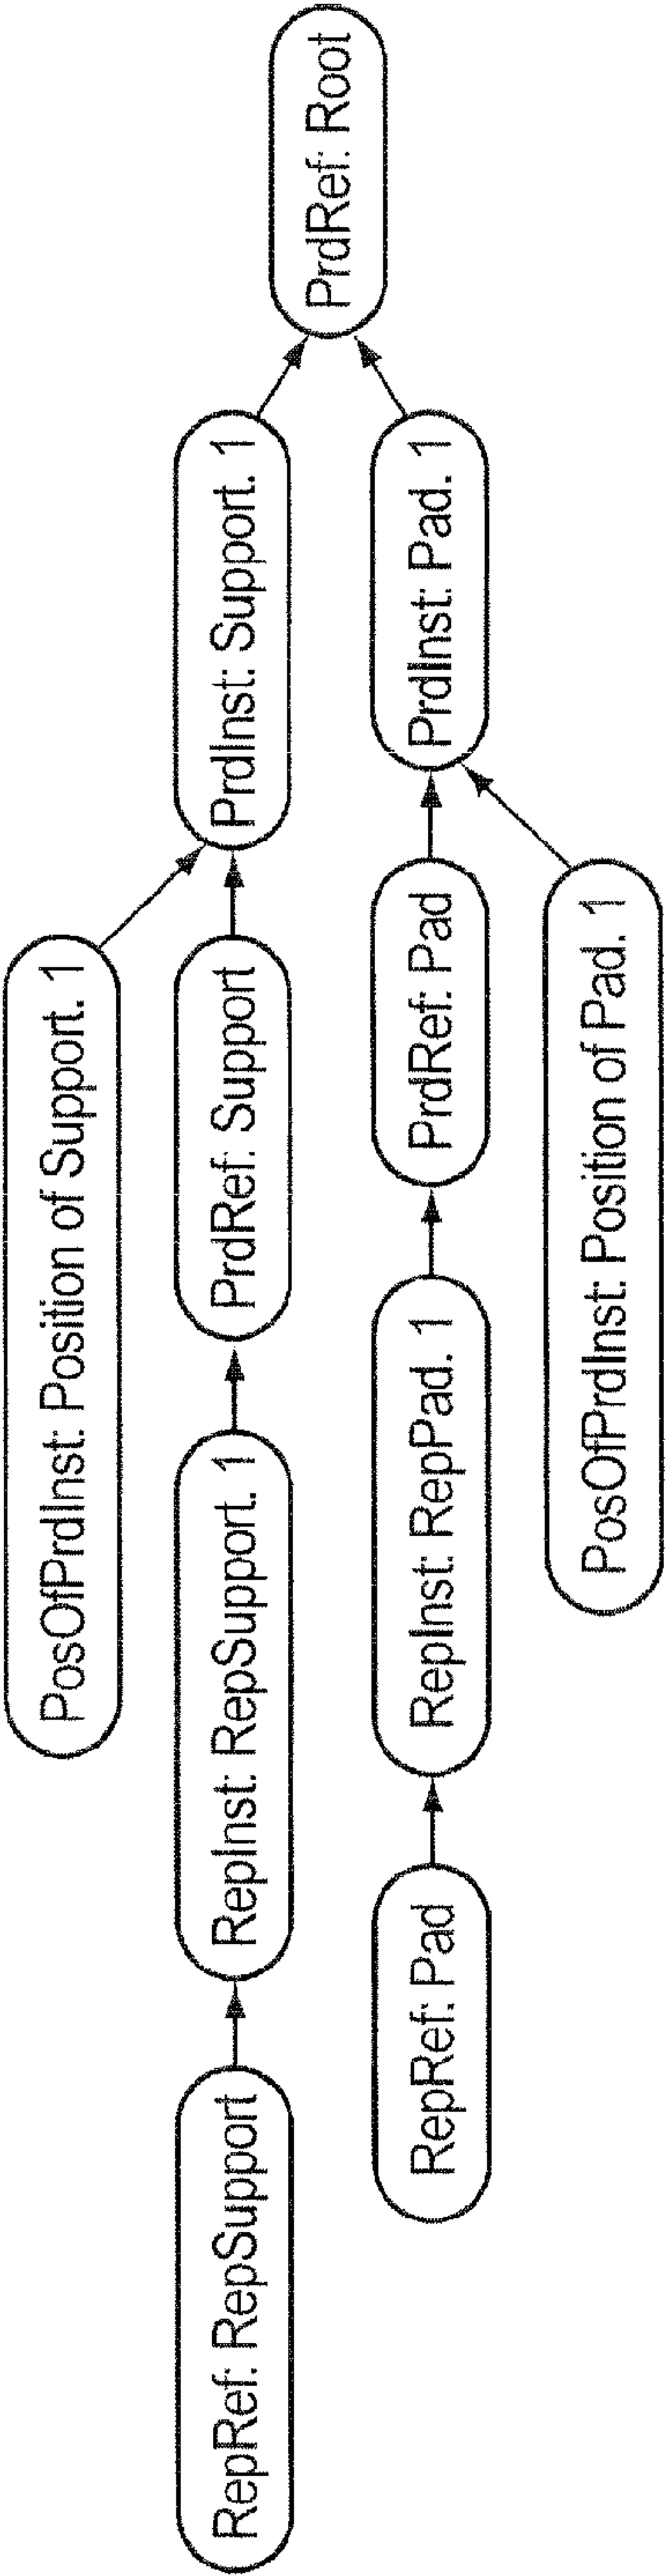 PosOfPrdInst: Position of Support. 1
RepRef: RepSupport
RepInst: RepSupport. 1
PrdRef: Support
PrdInst: Support. 1
PrdRef: Root
RepRef: Pad
RepInst: RepPad. 1
PrdRef: Pad
PrdInst: Pad. 1
PosOfPrdInst: Position of Pad. 1